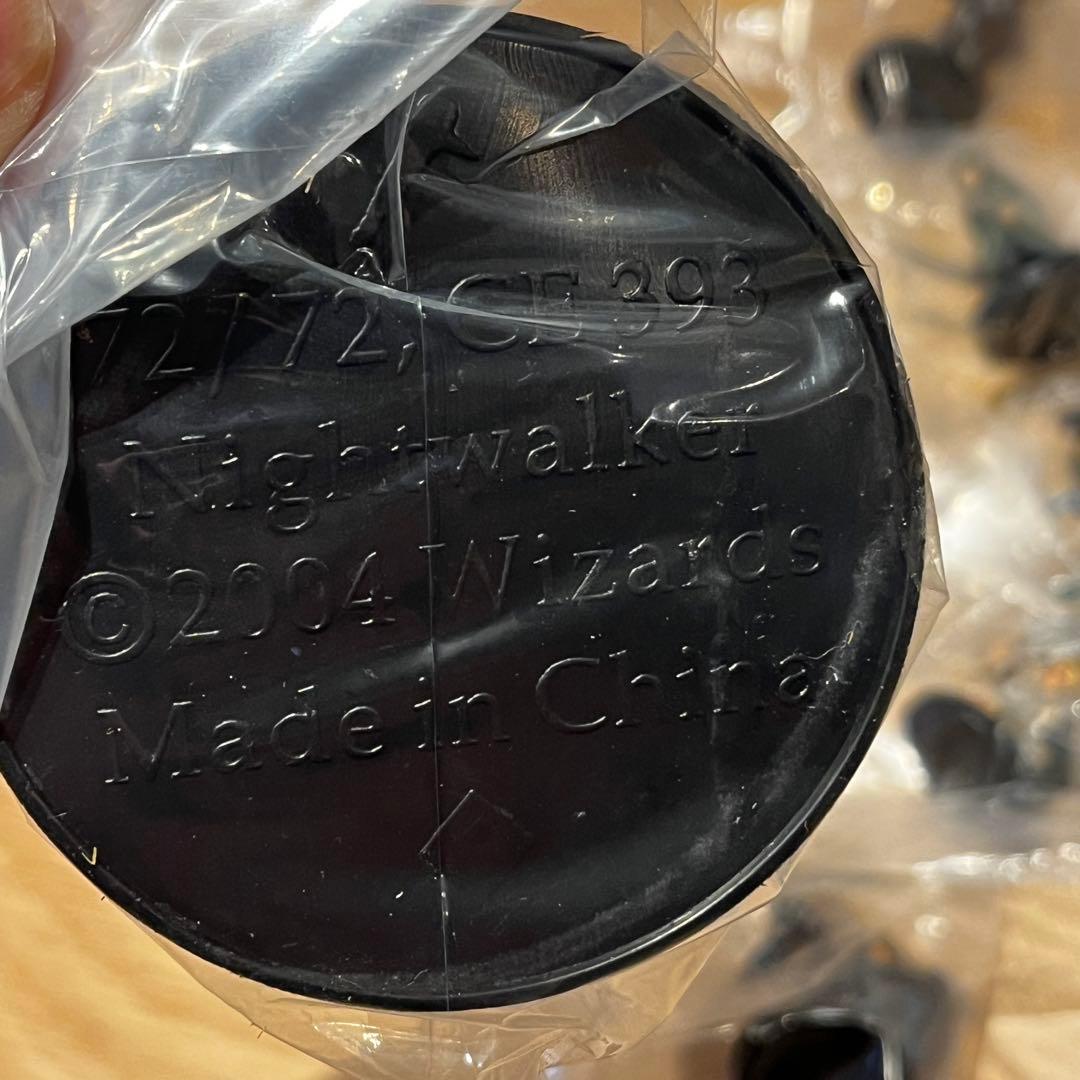 72/72, CE 393
Nightwalker
©2004 Wizards
Made in China